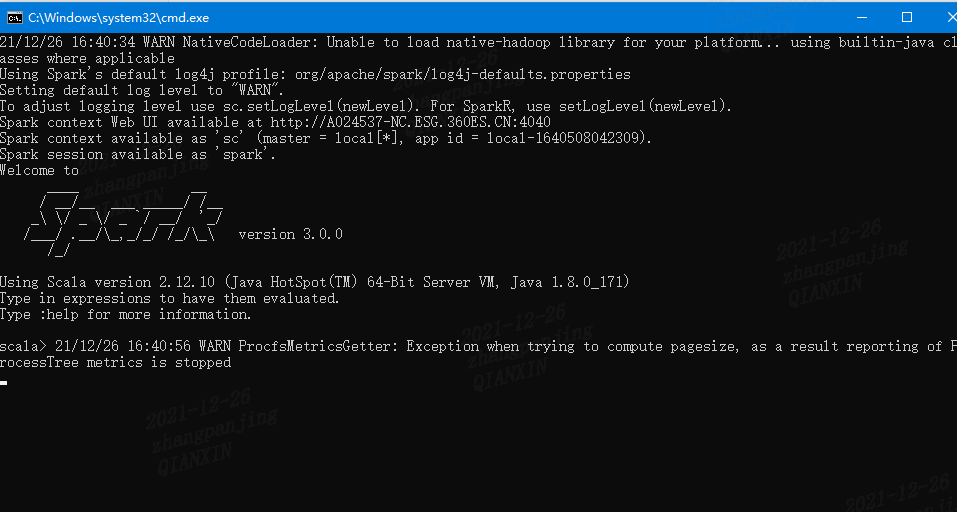 C:\Windows\system32\cmd.exe
21/12/26 16:40:34 WARN NativeCodeLoader: Unable to load native-hadoop library for your platform... using builtin-java cl
asses where applicable
Using Spark's default log4j profile: org/apache/spark/log4j-defaults.properties
Setting default log level to "WARN".
To adjust logging level use sc.setLogLevel(newLevel). For SparkR, use setLogLevel(newLevel).
Spark context Web UI available at http://A024537-NC.ESG.360ES.CN:4040
Spark context available as 'sc' (master = local[*], app id = local-1640508042309).
Spark session available as 'spark'.
Welcome to
Spark version 3.0.0
Using Scala version 2.12.10 (Java HotSpot(TM) 64-Bit Server VM, Java 1.8.0_171)
Type in expressions to have them evaluated.
Type :help for more information.
scala> 21/12/26 16:40:56 WARN ProcfsMetricsGetter: Exception when trying to compute pagesize, as a result reporting of P
rocessTree metrics is stopped
2021-12-26
zhangpanjing
QIANXIN
2021-12-26
zhangpanjing
QIANXIN
2021-12-26
zhangpanjing
QIANXIN
2021-12-26